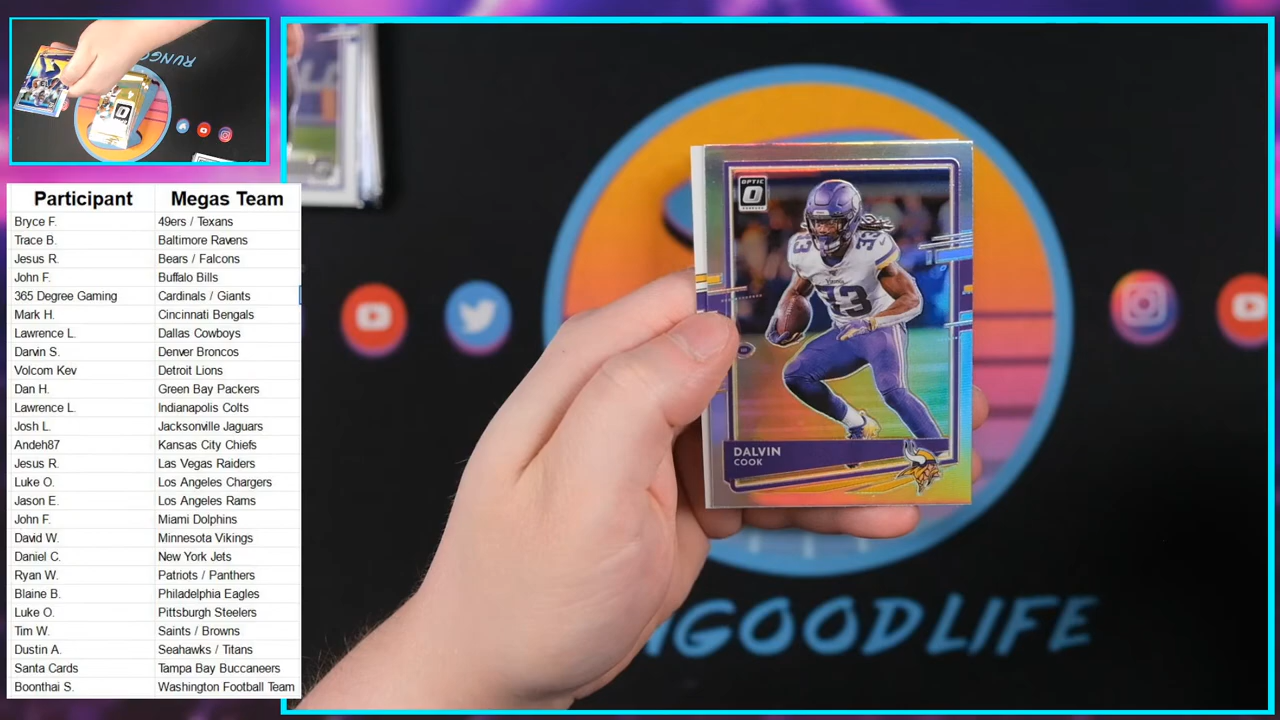 RUNGOOD
Participant Megas Team
Bryce F. 49ers / Texans
Trace B. Baltimore Ravens
Jesus R. Bears / Falcons
John F. Buffalo Bills
365 Degree Gaming Cardinals / Giants
Mark H. Cincinnati Bengals
Lawrence L. Dallas Cowboys
Darvin S. Denver Broncos
Volcom Kev Detroit Lions
Dan H. Green Bay Packers
Lawrence L. Indianapolis Colts
Josh L. Jacksonville Jaguars
Andeh87 Kansas City Chiefs
Jesus R. Las Vegas Raiders
Luke O. Los Angeles Chargers
Jason E. Los Angeles Rams
John F. Miami Dolphins
David W. Minnesota Vikings
Daniel C. New York Jets
Ryan W. Patriots / Panthers
Blaine B. Philadelphia Eagles
Luke O. Pittsburgh Steelers
Tim W. Saints / Browns
Dustin A. Seahawks / Titans
Santa Cards Tampa Bay Buccaneers
Boonthai S. Washington Football Team
OPTIC
33
33
DALVIN
COOK
NGOODLIFE